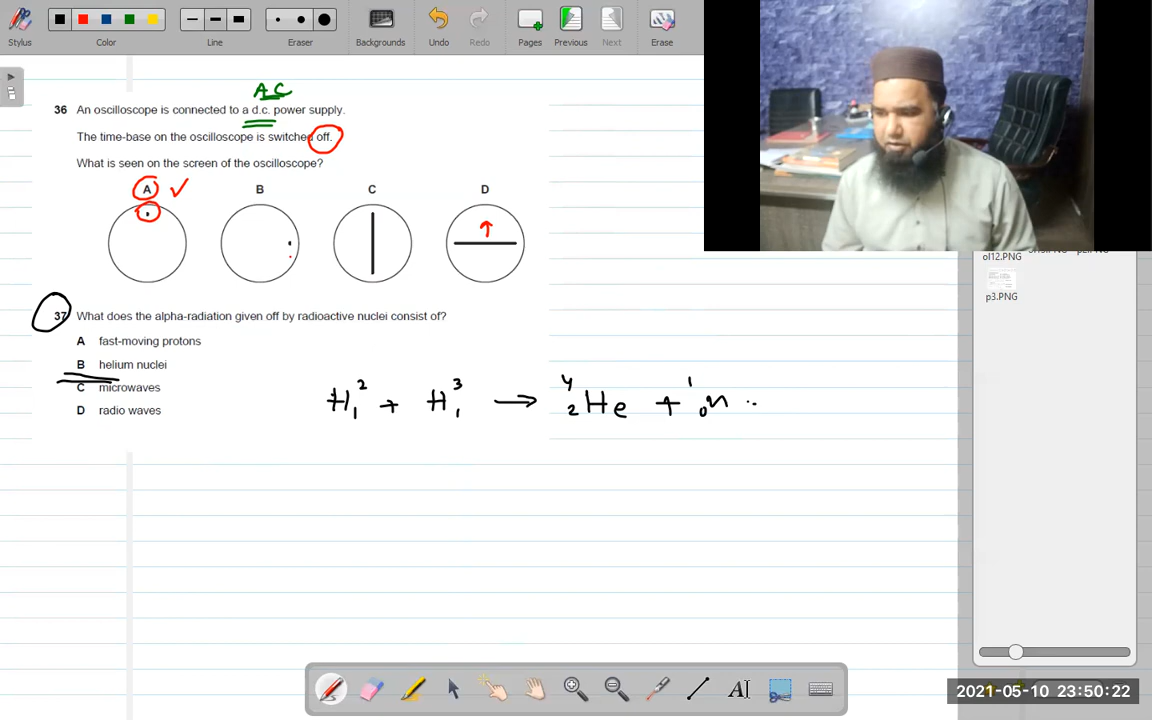 Stylus
Color
Line
Eraser
Backgrounds
Undo
Redo
Pages
Previous
Next
Erase
AC
36 An oscilloscope is connected to a d.c. power supply.
The time-base on the oscilloscope is switched off.
What is seen on the screen of the oscilloscope?
A ✓ B C D
37 What does the alpha-radiation given off by radioactive nuclei consist of?
A fast-moving protons
B helium nuclei
C microwaves
D radio waves
H₁² + H₁³ → ⁴₂He + ¹₀n
ol12.PNG
p3.PNG
2021-05-10 23:50:22